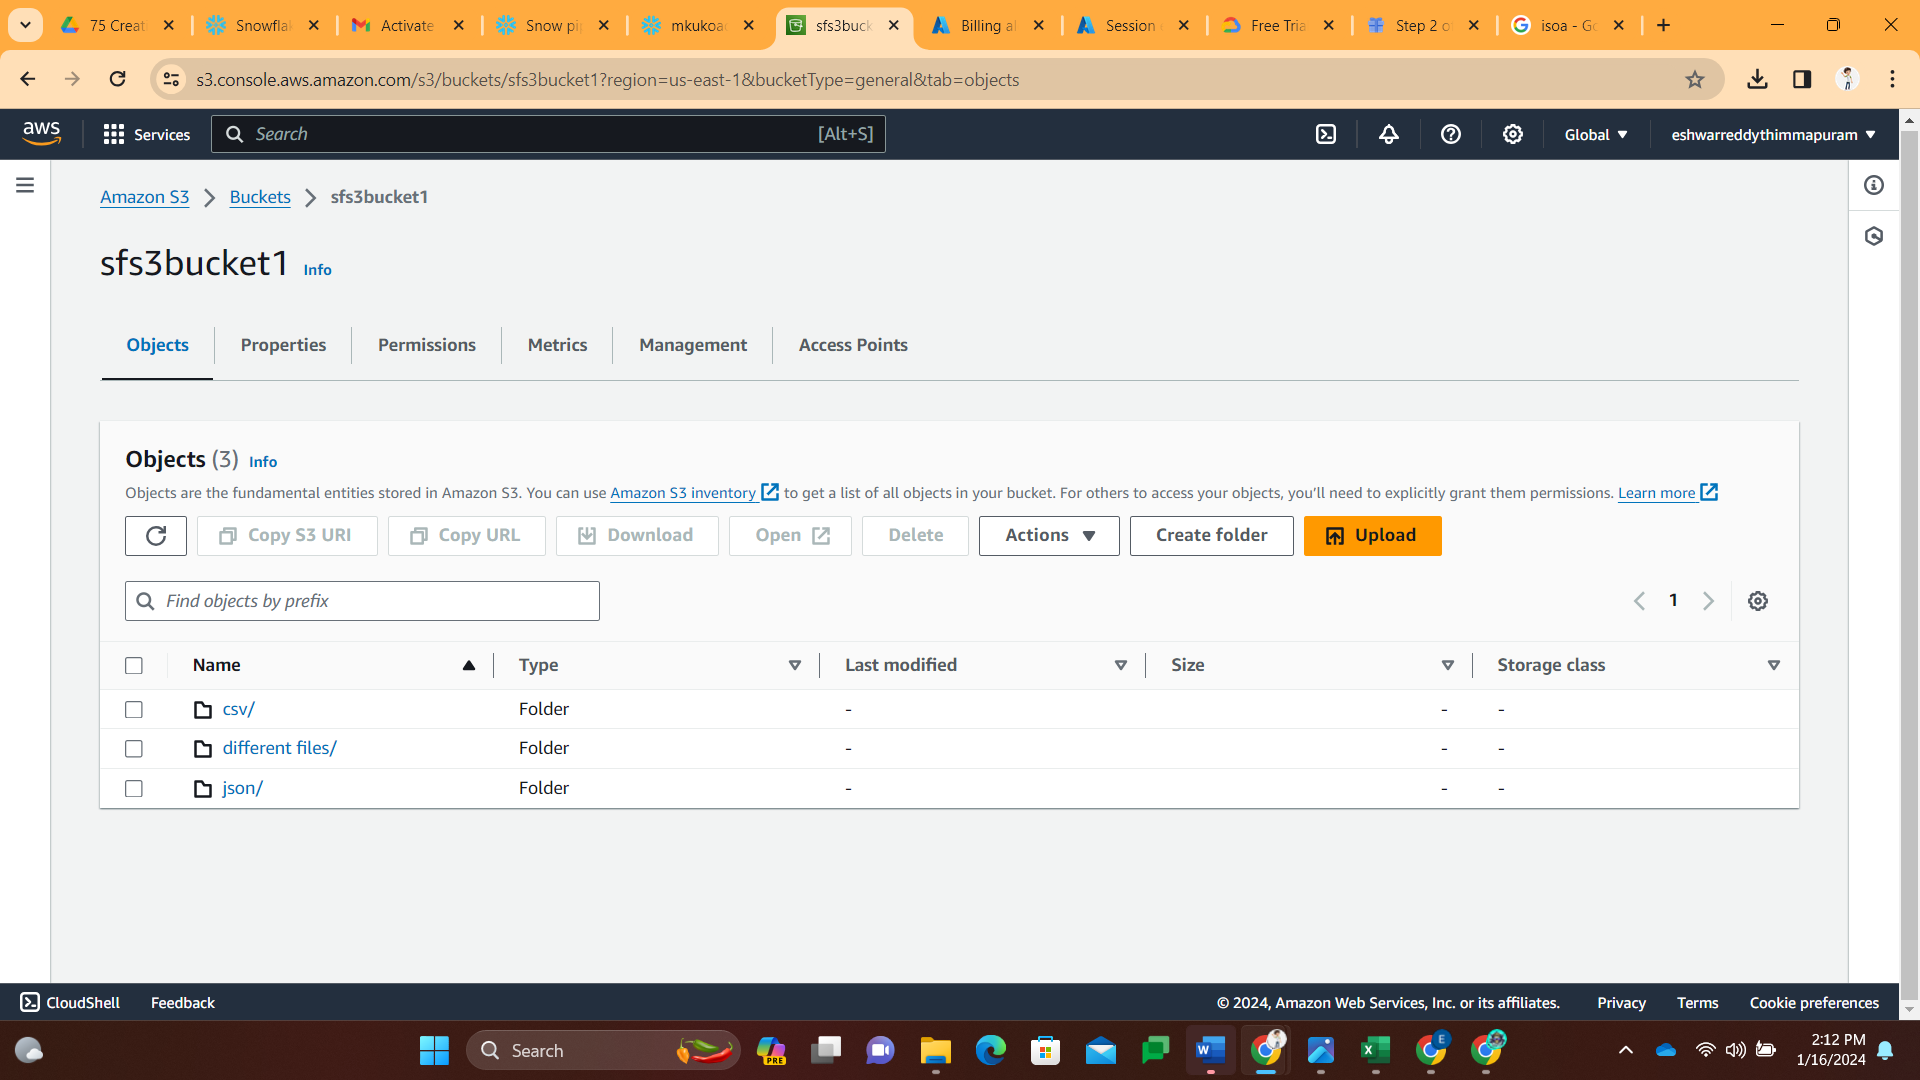 75 Creati
Snowflak
Activate
Snow pip
mkukoac
sfs3buck
Billing al
Session
Free Tria
Step 2 o
isoa - Go
s3.console.aws.amazon.com/s3/buckets/sfs3bucket1?region=us-east-1&bucketType=general&tab=objects
aws
Services
Search
[Alt+S]
Global
eshwarreddythimmapuram
Amazon S3
Buckets
sfs3bucket1
sfs3bucket1 Info
Objects
Properties
Permissions
Metrics
Management
Access Points
Objects (3) Info
Objects are the fundamental entities stored in Amazon S3. You can use Amazon S3 inventory to get a list of all objects in your bucket. For others to access your objects, you'll need to explicitly grant them permissions. Learn more
Copy S3 URI
Copy URL
Download
Open
Delete
Actions
Create folder
Upload
Find objects by prefix
1
Name Type Last modified Size Storage class
csv/ Folder - - -
different files/ Folder - - -
json/ Folder - - -
CloudShell
Feedback
© 2024, Amazon Web Services, Inc. or its affiliates.
Privacy
Terms
Cookie preferences
Search
PRE
E
2:12 PM
1/16/2024